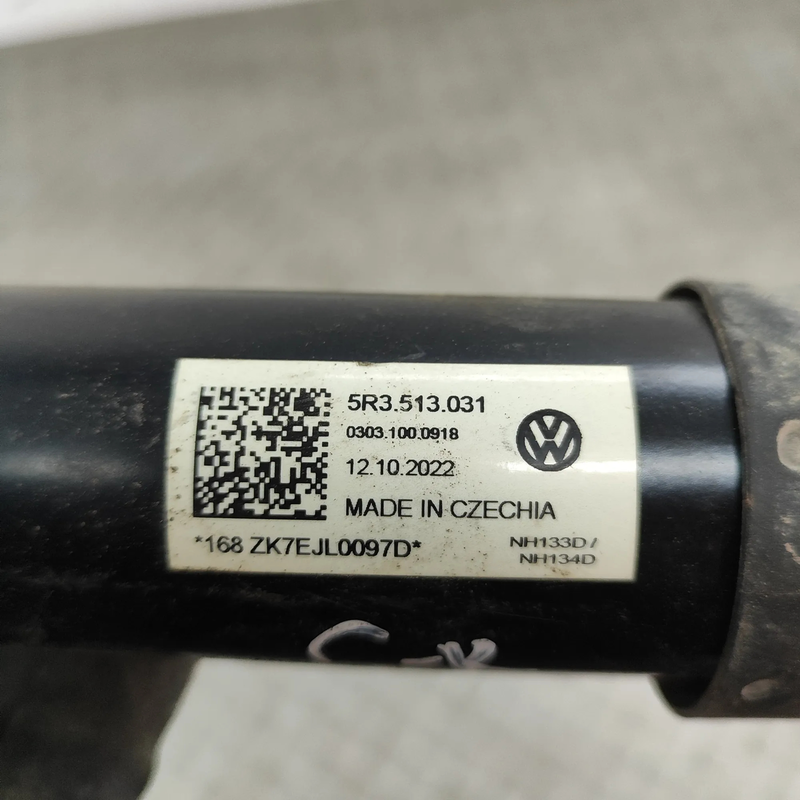 5R3.513.031
0303.100.0918
12.10.2022
MADE IN CZECHIA
*168 ZK7EJL0097D*
NH133D /
NH134D